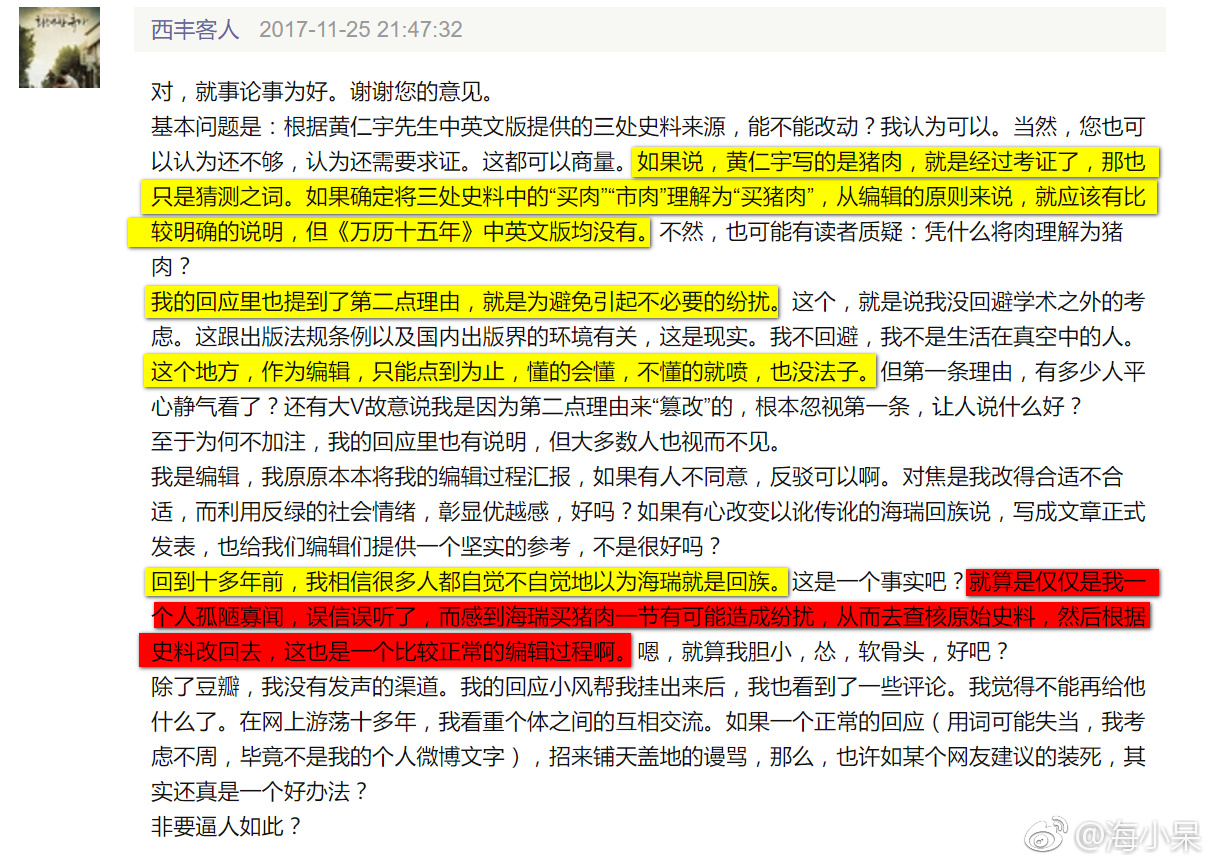 西丰客人 2017-11-25 21:47:32
对，就事论事为好。谢谢您的意见。
基本问题是：根据黄仁宇先生中英文版提供的三处史料来源，能不能改动？我认为可以。当然，您也可
以认为还不够，认为还需要求证。这都可以商量。如果说，黄仁宇写的是猪肉，就是经过考证了，那也
只是猜测之词。如果确定将三处史料中的“买肉”“市肉”理解为“买猪肉”，从编辑的原则来说，就应该有比
较明确的说明，但《万历十五年》中英文版均没有。不然，也可能有读者质疑：凭什么将肉理解为猪
肉？
我的回应里也提到了第二点理由，就是为避免引起不必要的纷扰。这个，就是说我没回避学术之外的考
虑。这跟出版法规条例以及国内出版界的环境有关，这是现实。我不回避，我不是生活在真空中的人。
这个地方，作为编辑，只能点到为止，懂的会懂，不懂的就喷，也没法子。但第一条理由，有多少人平
心静气看了？还有大V故意说我是因为第二点理由来“篡改”的，根本忽视第一条，让人说什么好？
至于为何不加注，我的回应里也有说明，但大多数人也视而不见。
我是编辑，我原原本本将我的编辑过程汇报，如果有人不同意，反驳可以啊。对焦是我改得合适不合
适，而利用反绿的社会情绪，彰显优越感，好吗？如果有心改变以讹传讹的海瑞回族说，写成文章正式
发表，也给我们编辑们提供一个坚实的参考，不是很好吗？
回到十多年前，我相信很多人都自觉不自觉地以为海瑞就是回族。这是一个事实吧？就算是仅仅是我一
个人孤陋寡闻，误信误听了，而感到海瑞买猪肉一节有可能造成纷扰，从而去查核原始史料，然后根据
史料改回去，这也是一个比较正常的编辑过程啊。嗯，就算我胆小，怂，软骨头，好吧？
除了豆瓣，我没有发声的渠道。我的回应小风帮我挂出来后，我也看到了一些评论。我觉得不能再给他
什么了。在网上游荡十多年，我看重个体之间的互相交流。如果一个正常的回应（用词可能失当，我考
虑不周，毕竟不是我的个人微博文字），招来铺天盖地的谩骂，那么，也许如某个网友建议的装死，其
实还真是一个好办法？
非要逼人如此？
@海小呆